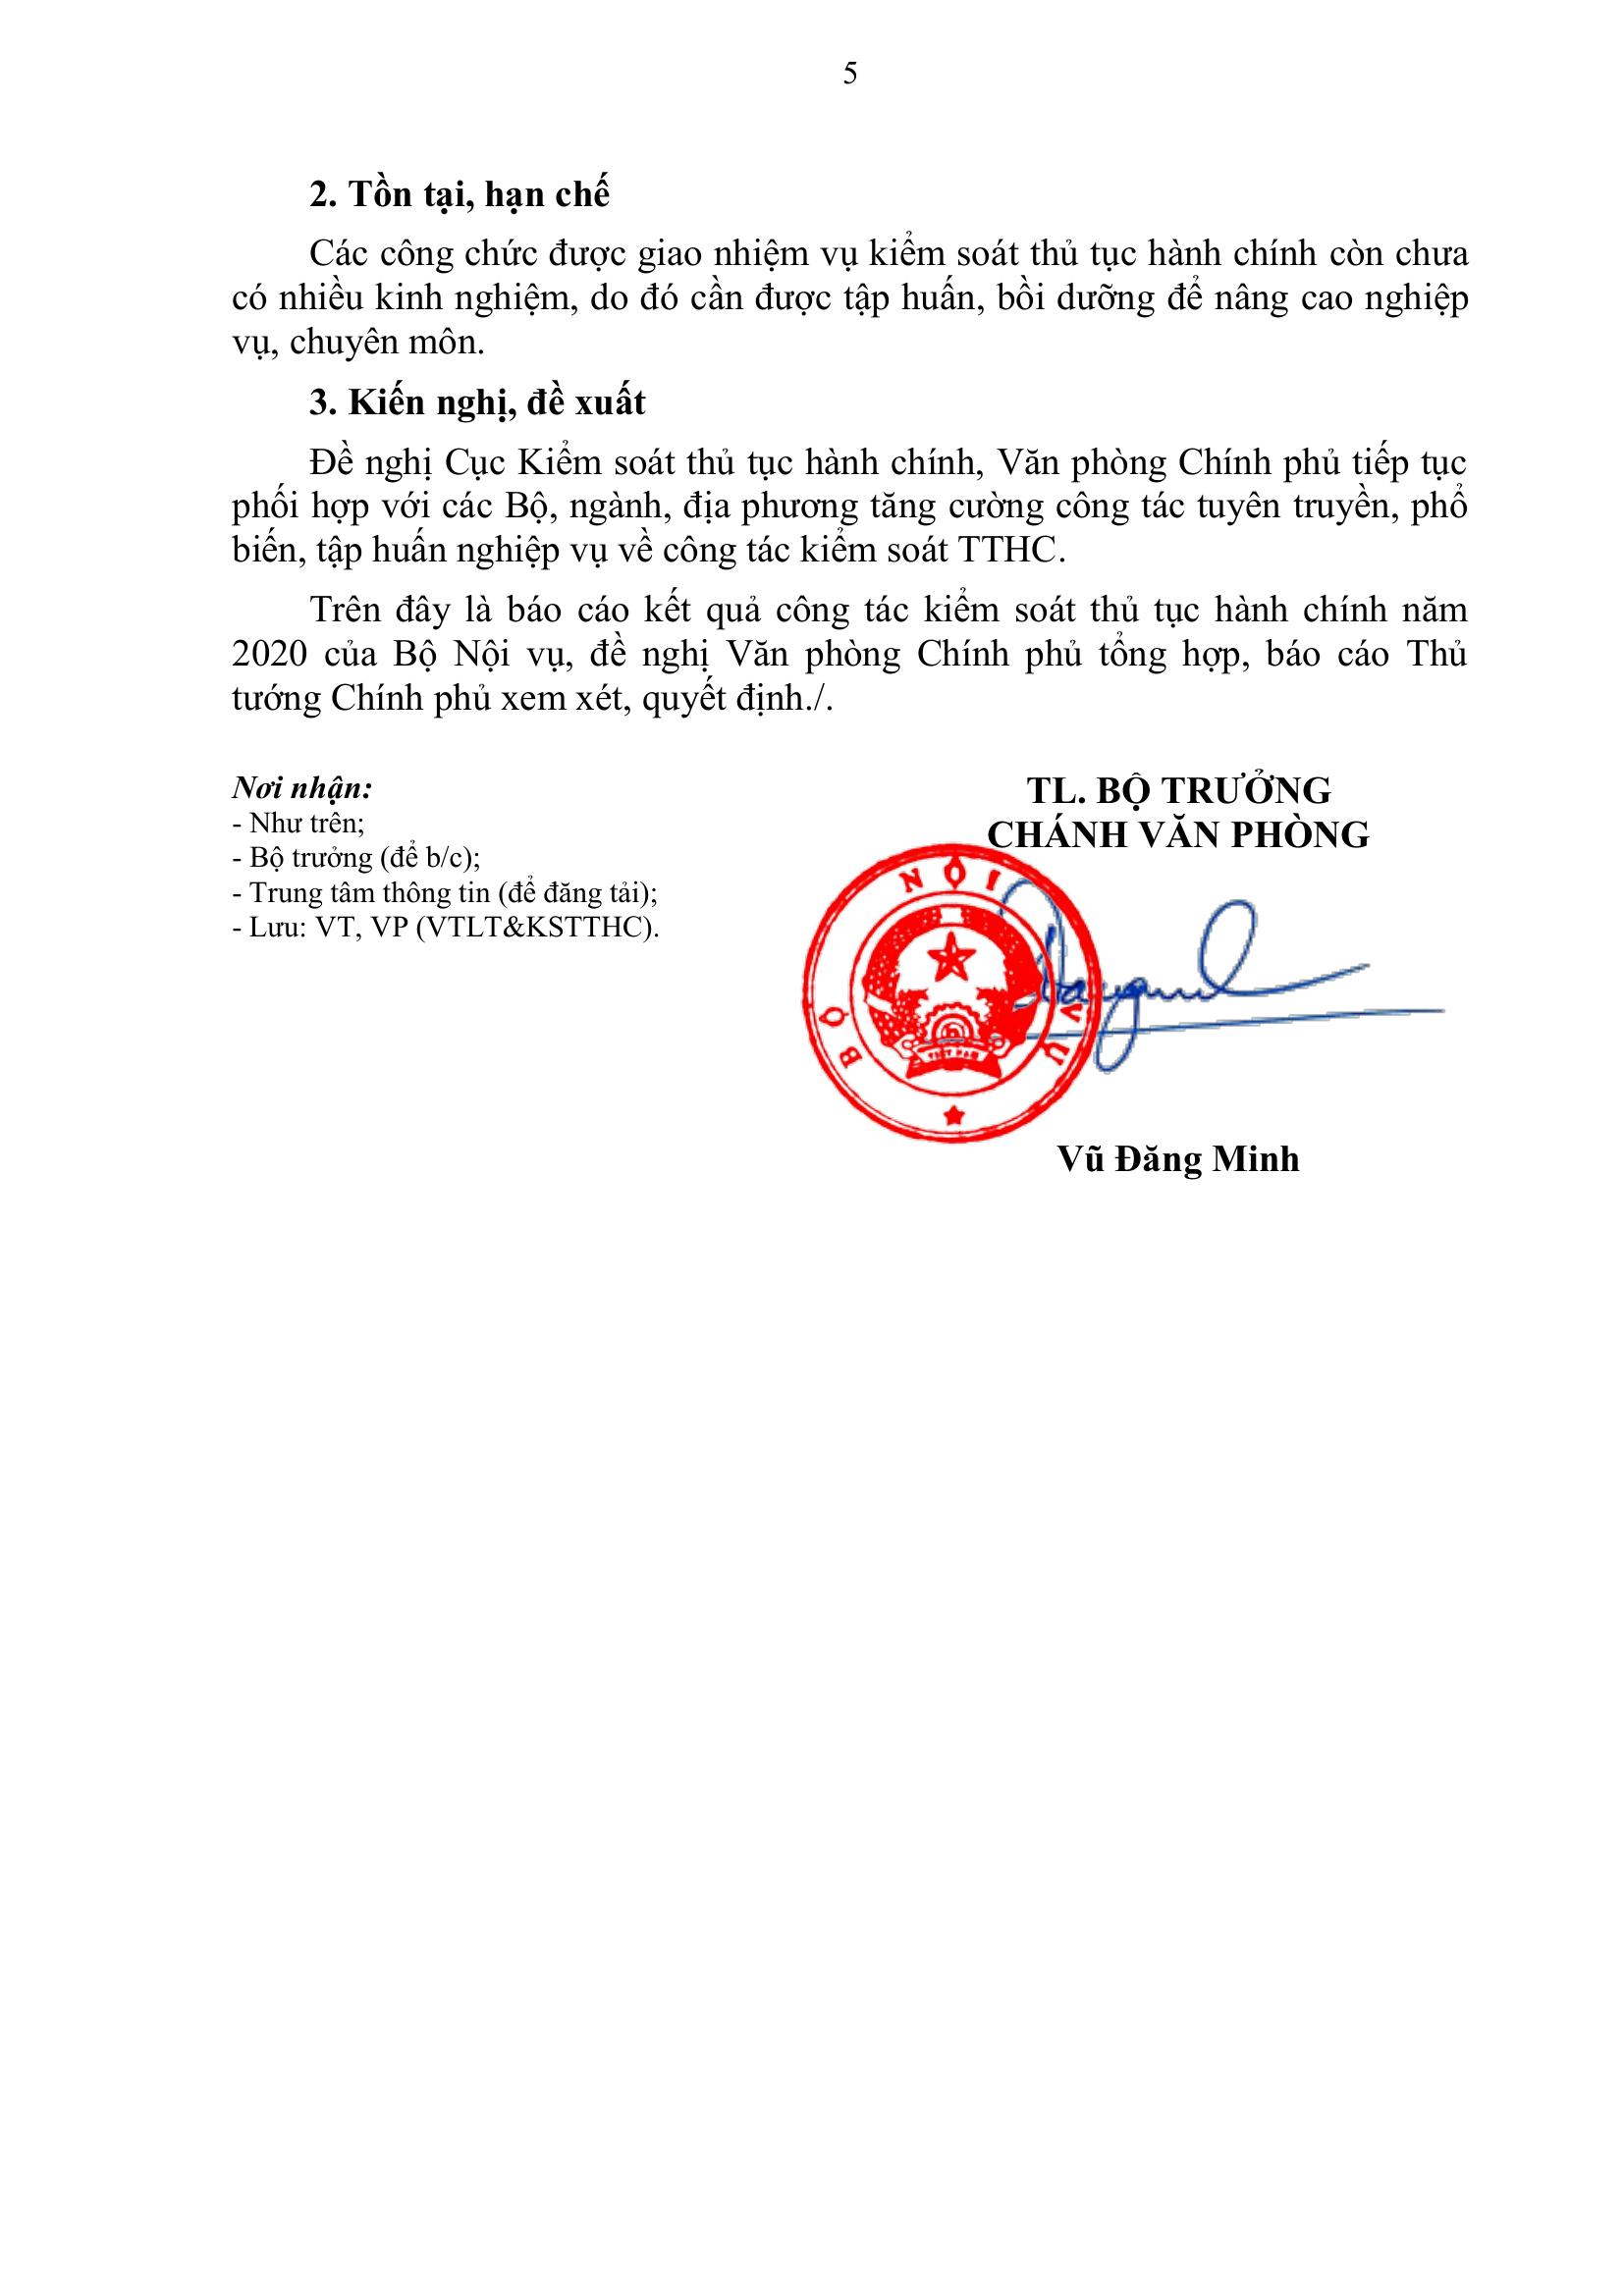 5
2. Tồn tại, hạn chế
Các công chức được giao nhiệm vụ kiểm soát thủ tục hành chính còn chưa
có nhiều kinh nghiệm, do đó cần được tập huấn, bồi dưỡng để nâng cao nghiệp
vụ, chuyên môn.
3. Kiến nghị, đề xuất
Đề nghị Cục Kiểm soát thủ tục hành chính, Văn phòng Chính phủ tiếp tục
phối hợp với các Bộ, ngành, địa phương tăng cường công tác tuyên truyền, phổ
biến, tập huấn nghiệp vụ về công tác kiểm soát TTHC.
Trên đây là báo cáo kết quả công tác kiểm soát thủ tục hành chính năm
2020 của Bộ Nội vụ, đề nghị Văn phòng Chính phủ tổng hợp, báo cáo Thủ
tướng Chính phủ xem xét, quyết định./.
Nơi nhận:
- Như trên;
- Bộ trưởng (để b/c);
- Trung tâm thông tin (để đăng tải);
- Lưu: VT, VP (VTLT&KSTTHC).
TL. BỘ TRƯỞNG
CHÁNH VĂN PHÒNG
BỘ NỘI VỤ
VIỆT NAM
Vũ Đăng Minh